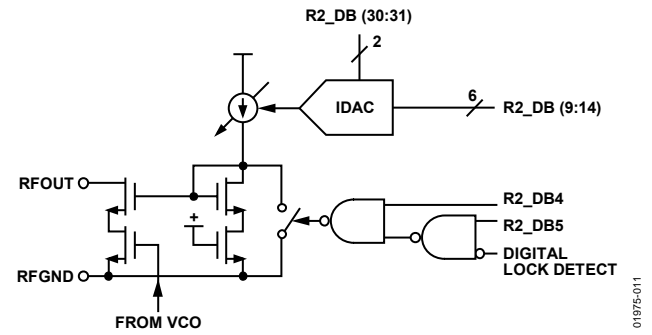 R2_DB (30:31)
2
IDAC
6
R2_DB (9:14)
RFOUT
+
R2_DB4
R2_DB5
DIGITAL
LOCK DETECT
RFGND
FROM VCO
01975-011